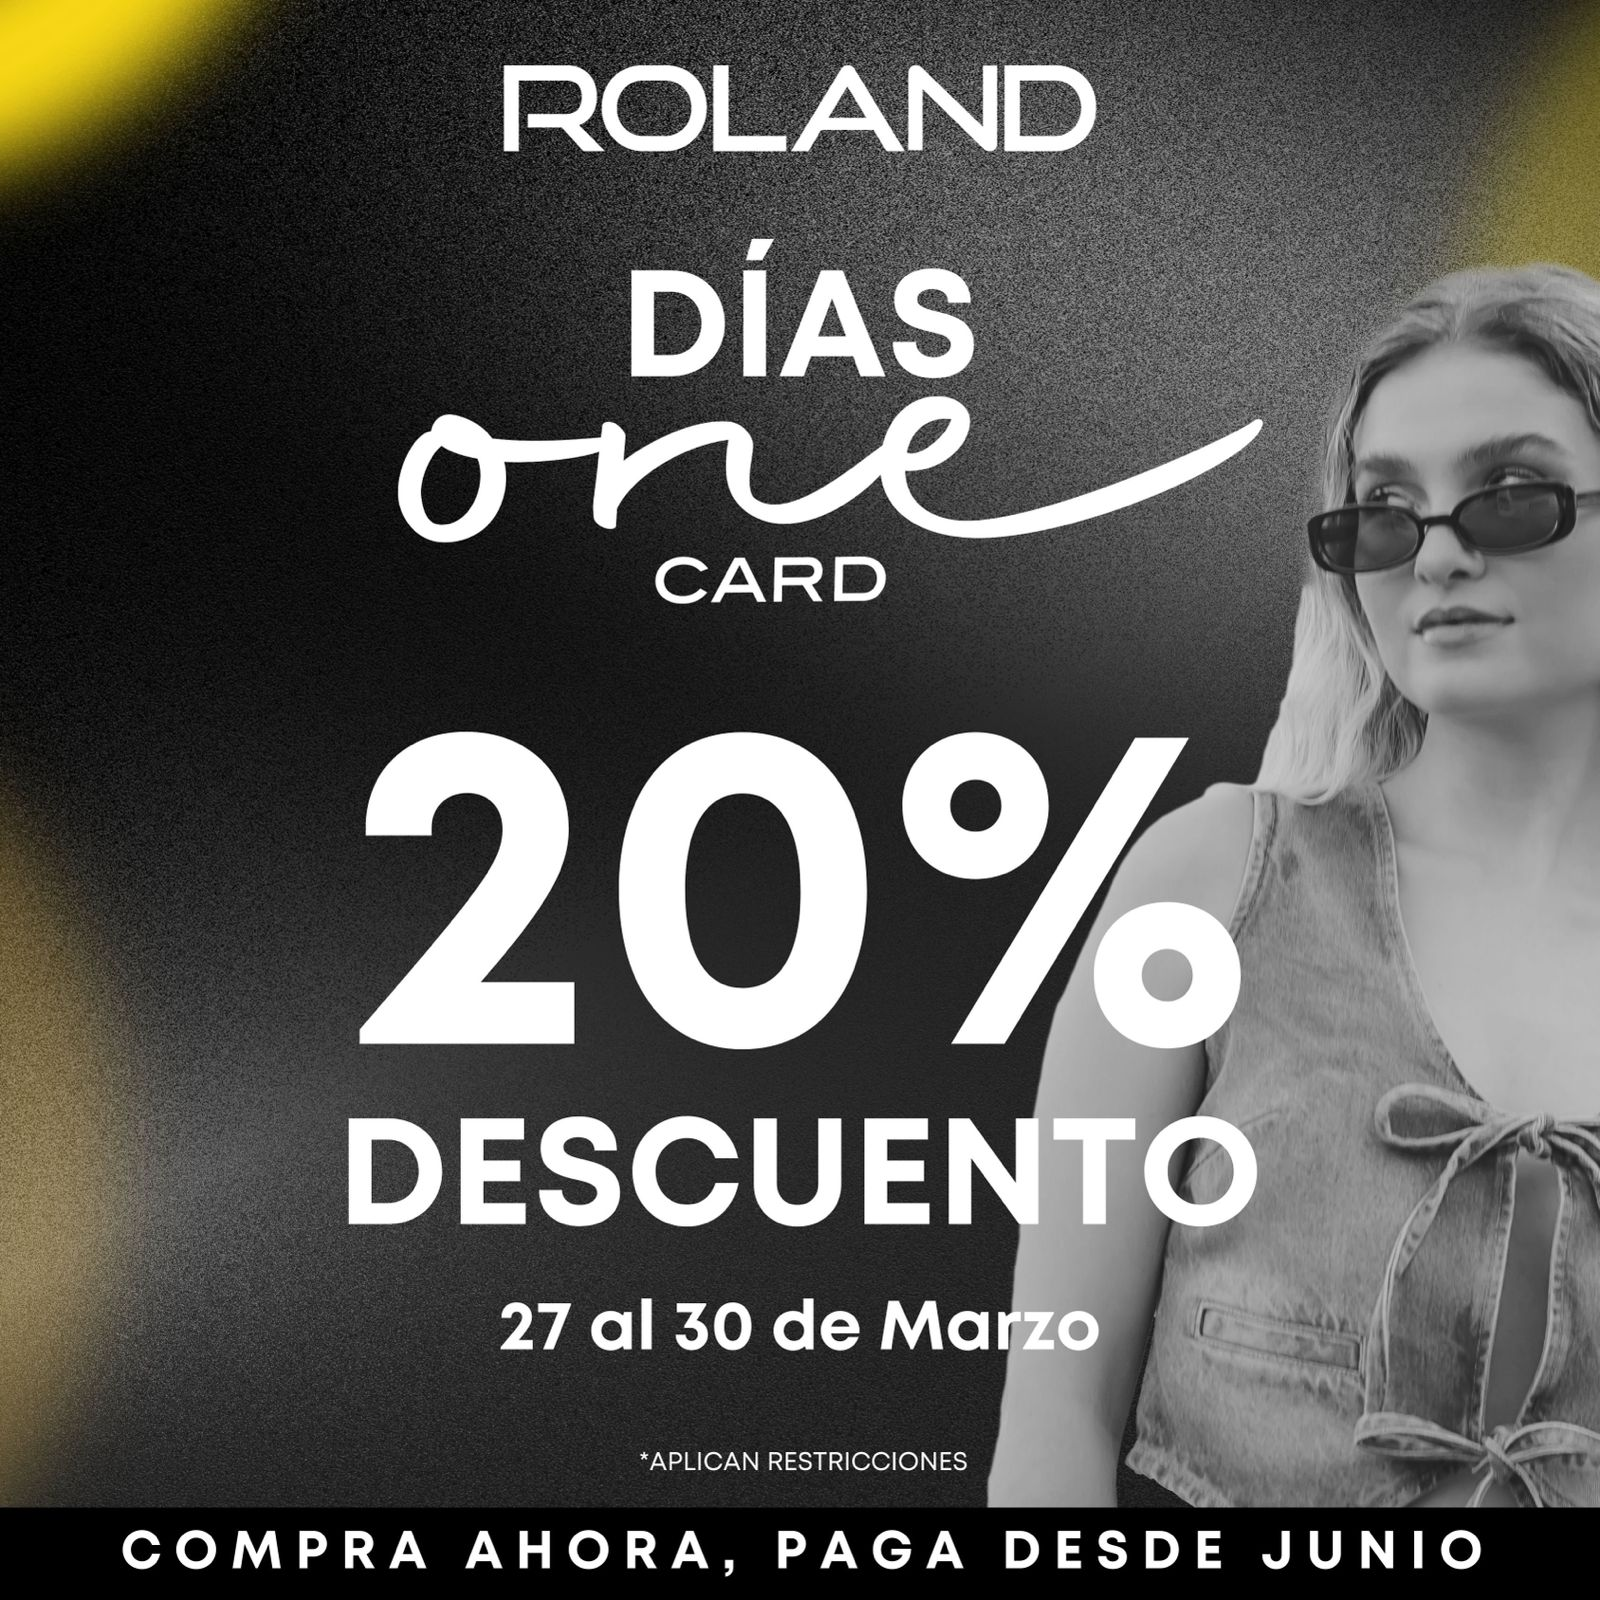 ROLAND
DÍAS
one
CARD
20%
DESCUENTO
27 al 30 de Marzo
*APLICAN RESTRICCIONES
COMPRA AHORA, PAGA DESDE JUNIO